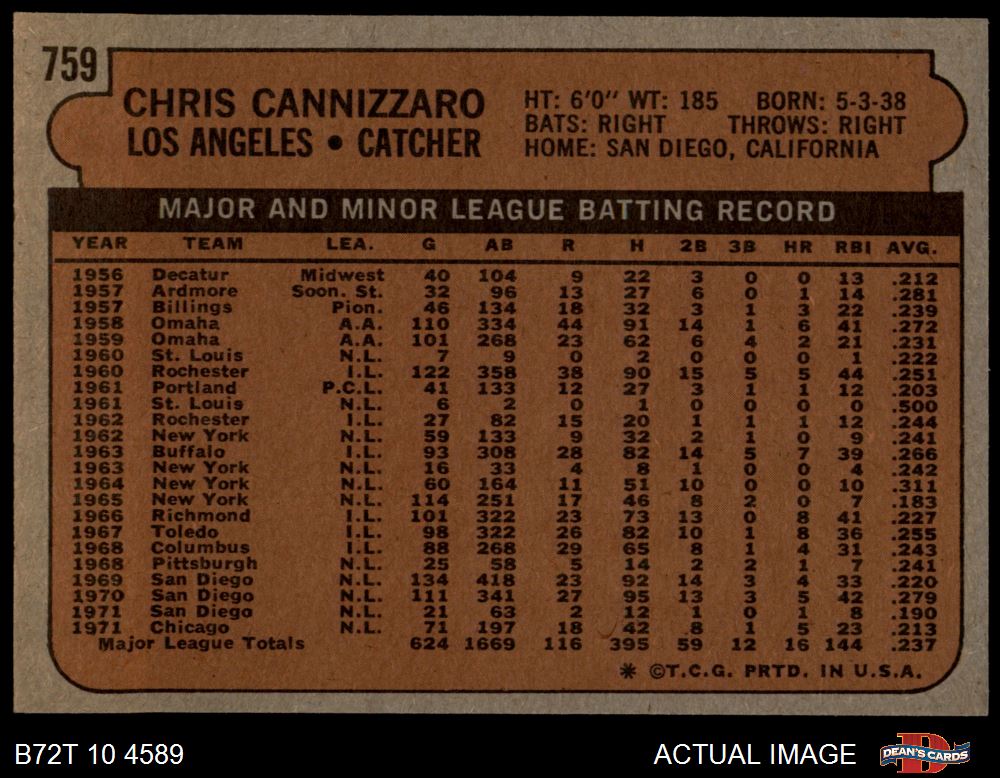 759
CHRIS CANNIZZARO
LOS ANGELES • CATCHER
HT: 6'0" WT: 185 BORN: 5-3-38
BATS: RIGHT THROWS: RIGHT
HOME: SAN DIEGO, CALIFORNIA
MAJOR AND MINOR LEAGUE BATTING RECORD
YEAR TEAM LEA. G AB R H 2B 3B HR RBI AVG.
1956 Decatur Midwest 40 104 9 22 3 0 0 13 .212
1957 Ardmore Soon. St. 32 96 13 27 6 0 1 14 .281
1957 Billings Pion. 46 134 18 32 3 1 3 22 .239
1958 Omaha A.A. 110 334 44 91 14 1 6 41 .272
1959 Omaha A.A. 101 268 23 62 6 4 2 21 .231
1960 St. Louis N.L. 7 9 0 2 0 0 0 1 .222
1960 Rochester I.L. 122 358 38 90 15 5 5 44 .251
1961 Portland P.C.L. 41 133 12 27 3 1 1 12 .203
1961 St. Louis N.L. 6 2 0 1 0 0 0 0 .500
1962 Rochester I.L. 27 82 15 20 1 1 1 12 .244
1962 New York N.L. 59 133 9 32 2 1 0 9 .241
1963 Buffalo I.L. 93 308 28 82 14 5 7 39 .266
1963 New York N.L. 16 33 4 8 1 0 0 4 .242
1964 New York N.L. 60 164 11 51 10 0 0 10 .311
1965 New York N.L. 114 251 17 46 8 2 0 7 .183
1966 Richmond I.L. 101 322 23 73 13 0 8 41 .227
1967 Toledo I.L. 98 322 26 82 10 1 8 36 .255
1968 Columbus I.L. 88 268 29 65 8 1 4 31 .243
1968 Pittsburgh N.L. 25 58 5 14 2 2 1 7 .241
1969 San Diego N.L. 134 418 23 92 14 3 4 33 .220
1970 San Diego N.L. 111 341 27 95 13 3 5 42 .279
1971 San Diego N.L. 21 63 2 12 1 0 1 8 .190
1971 Chicago N.L. 71 197 18 42 .8 1 5 23 .213
Major League Totals 624 1669 116 395 59 12 16 144 .237
* ©T.C.G. PRTD. IN U.S.A.
B72T 10 4589
ACTUAL IMAGE
D
DEAN'S CARDS